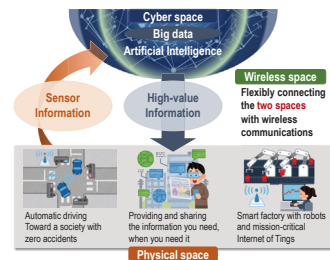 Cyber space
Big data
Artificial Intelligence
Wireless space
Flexibly connecting
the two spaces
with wireless
communications
Sensor
Information
High-value
Information
Automatic driving
Toward a society with
zero accidents
Providing and sharing
the information you need,
when you need it
Smart factory with robots
and mission-critical
Internet of Tings
Physical space